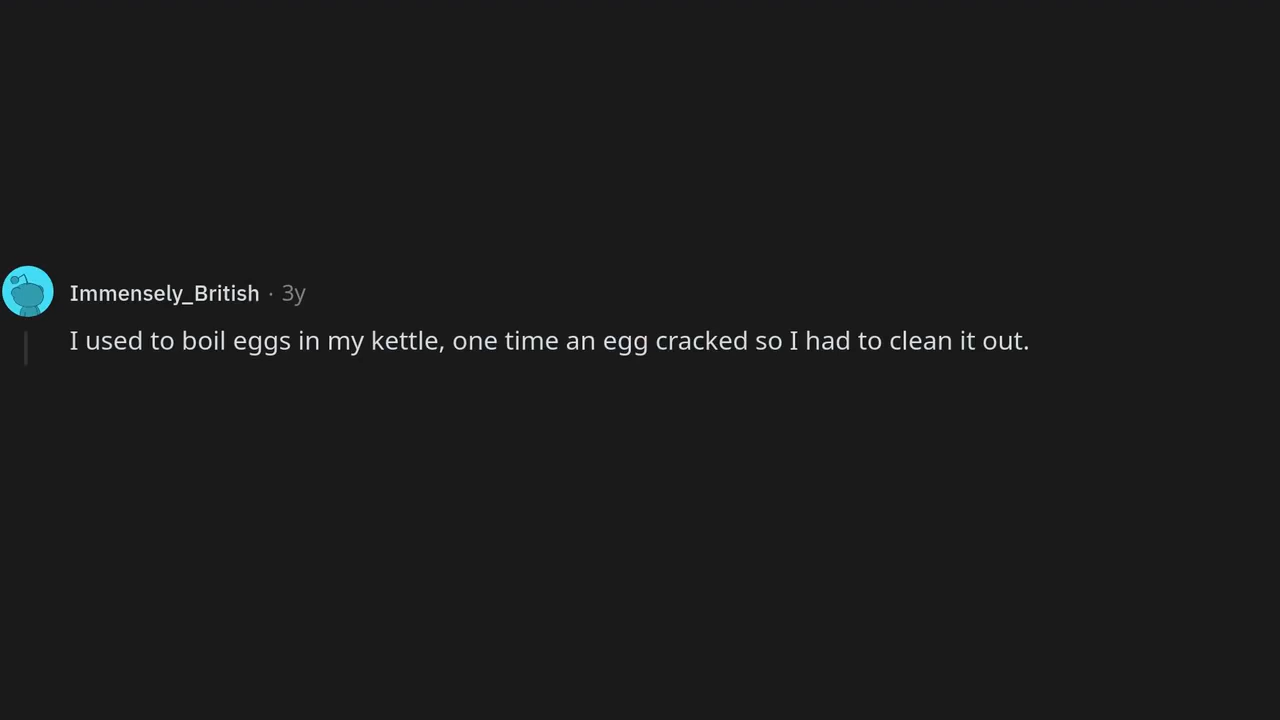 Immensely_British · 3y
I used to boil eggs in my kettle, one time an egg cracked so I had to clean it out.